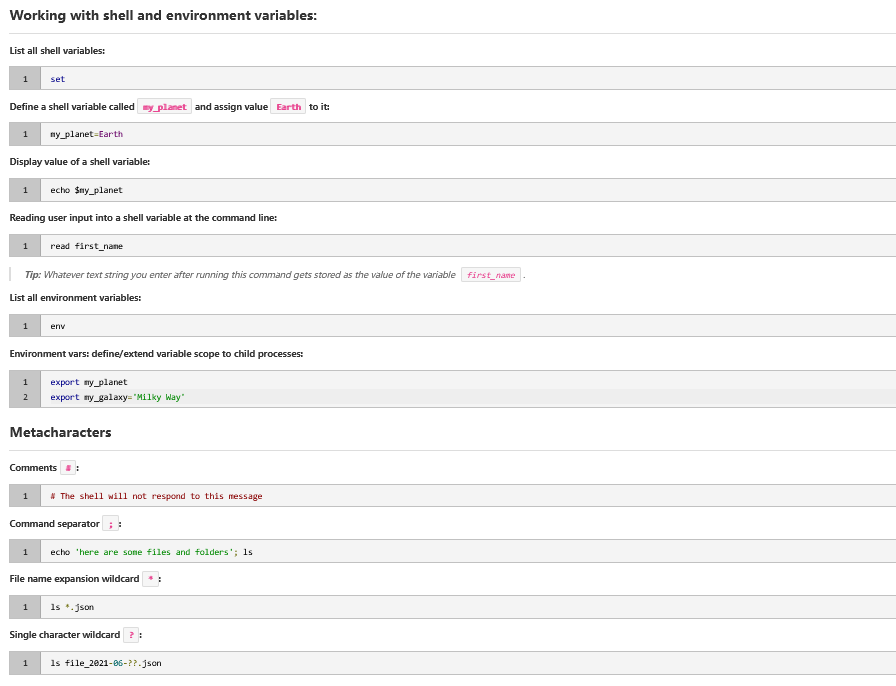 Working with shell and environment variables:
List all shell variables:
1 set
Define a shell variable called my_planet and assign value Earth to it:
1 my_planet=Earth
Display value of a shell variable:
1 echo $my_planet
Reading user input into a shell variable at the command line:
1 read first_name
Tip: Whatever text string you enter after running this command gets stored as the value of the variable first_name .
List all environment variables:
1 env
Environment vars: define/extend variable scope to child processes:
1 export my_planet
2 export my_galaxy='Milky Way'
Metacharacters
Comments # :
1 # The shell will not respond to this message
Command separator ; :
1 echo 'here are some files and folders'; ls
File name expansion wildcard * :
1 ls *.json
Single character wildcard ? :
1 ls file_2021-06-??.json